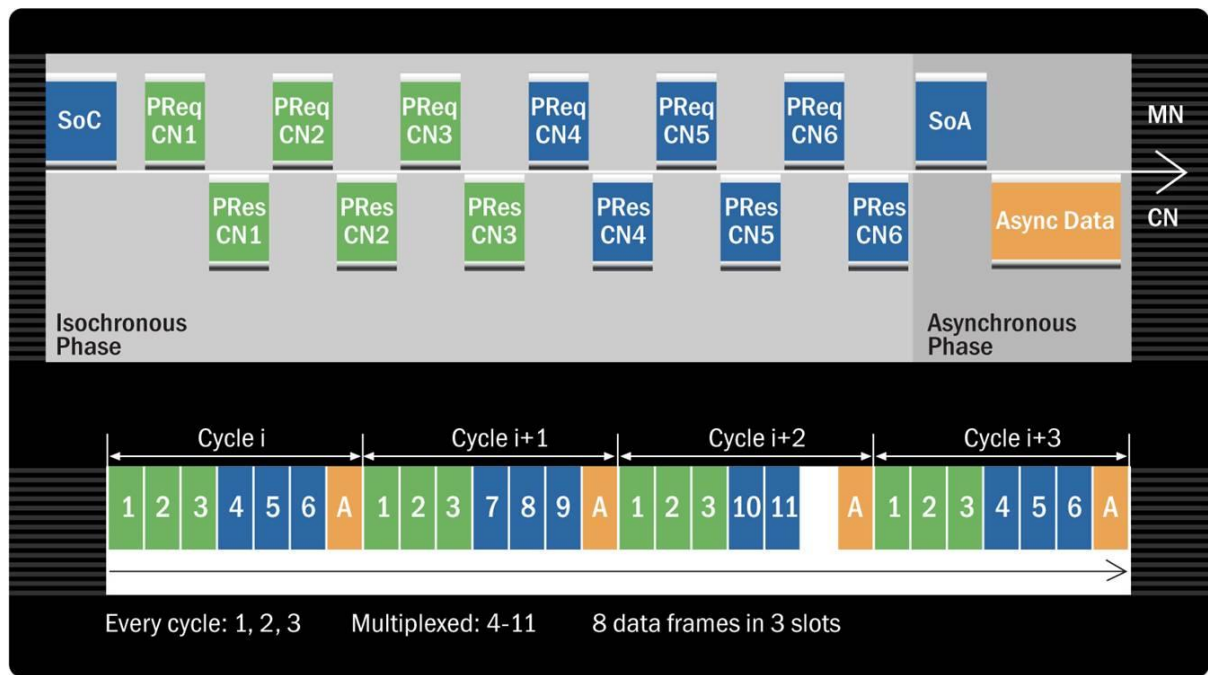 SoC
PReq
CN1
PReq
CN2
PReq
CN3
PReq
CN4
PReq
CN5
PReq
CN6
SoA
MN
PRes
CN1
PRes
CN2
PRes
CN3
PRes
CN4
PRes
CN5
PRes
CN6
Async Data
CN
Isochronous
Phase
Asynchronous
Phase
Cycle i Cycle i+1 Cycle i+2 Cycle i+3
1 2 3 4 5 6 A 1 2 3 7 8 9 A 1 2 3 10 11 A 1 2 3 4 5 6 A
Every cycle: 1, 2, 3 Multiplexed: 4-11 8 data frames in 3 slots